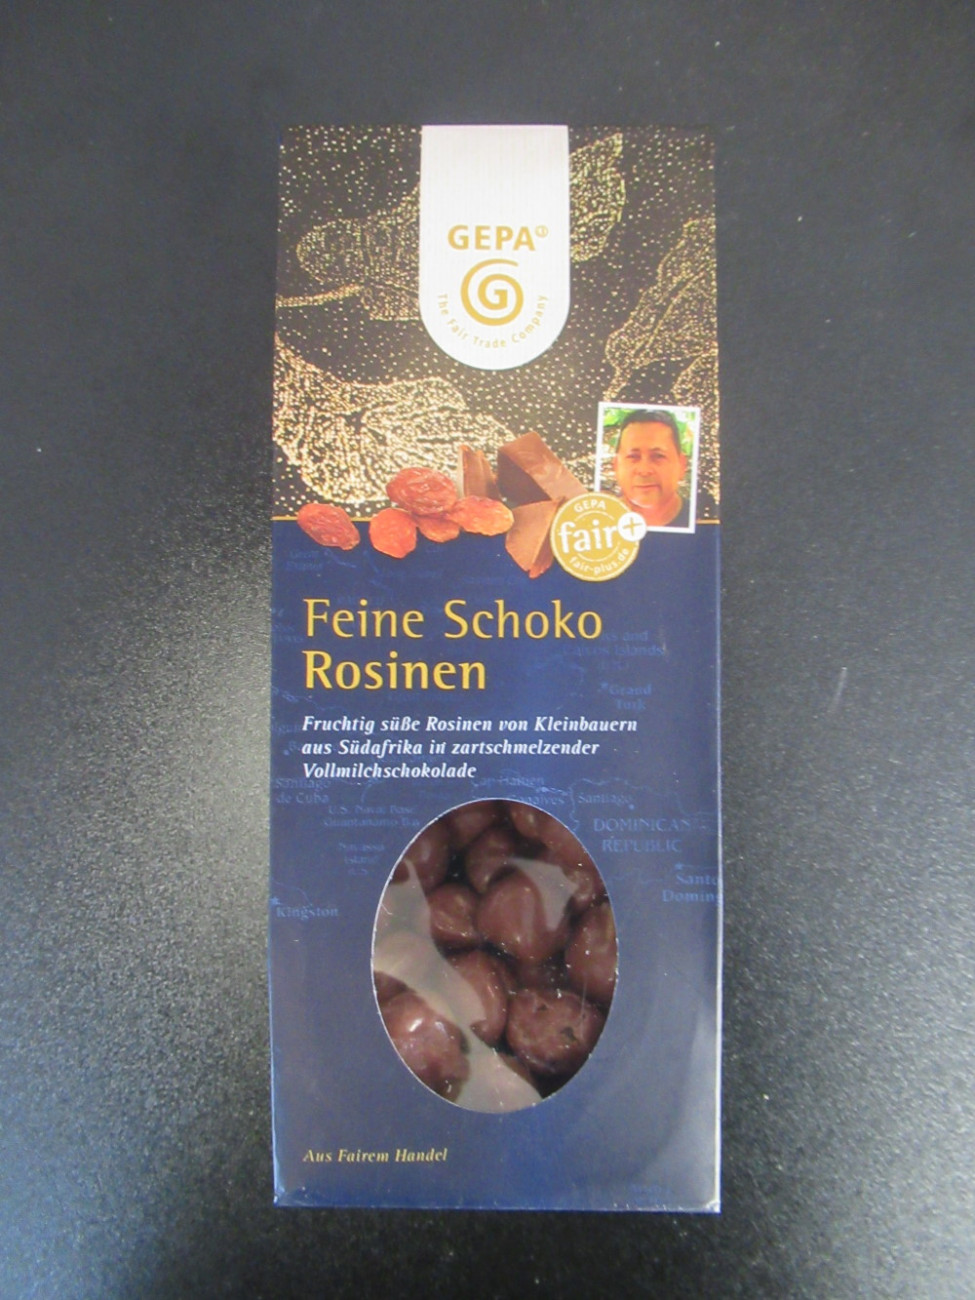 GEPA
G
The Fair Trade Company
GEPA
fair+
fair-plus.de
Feine Schoko
Rosinen
Fruchtig süße Rosinen von Kleinbauern
aus Südafrika in zartschmelzender
Vollmilchschokolade
Grand
Turk
Santiago
de Cuba
Santiago
DOMINICAN
REPUBLIC
Kingston
Aus Fairem Handel